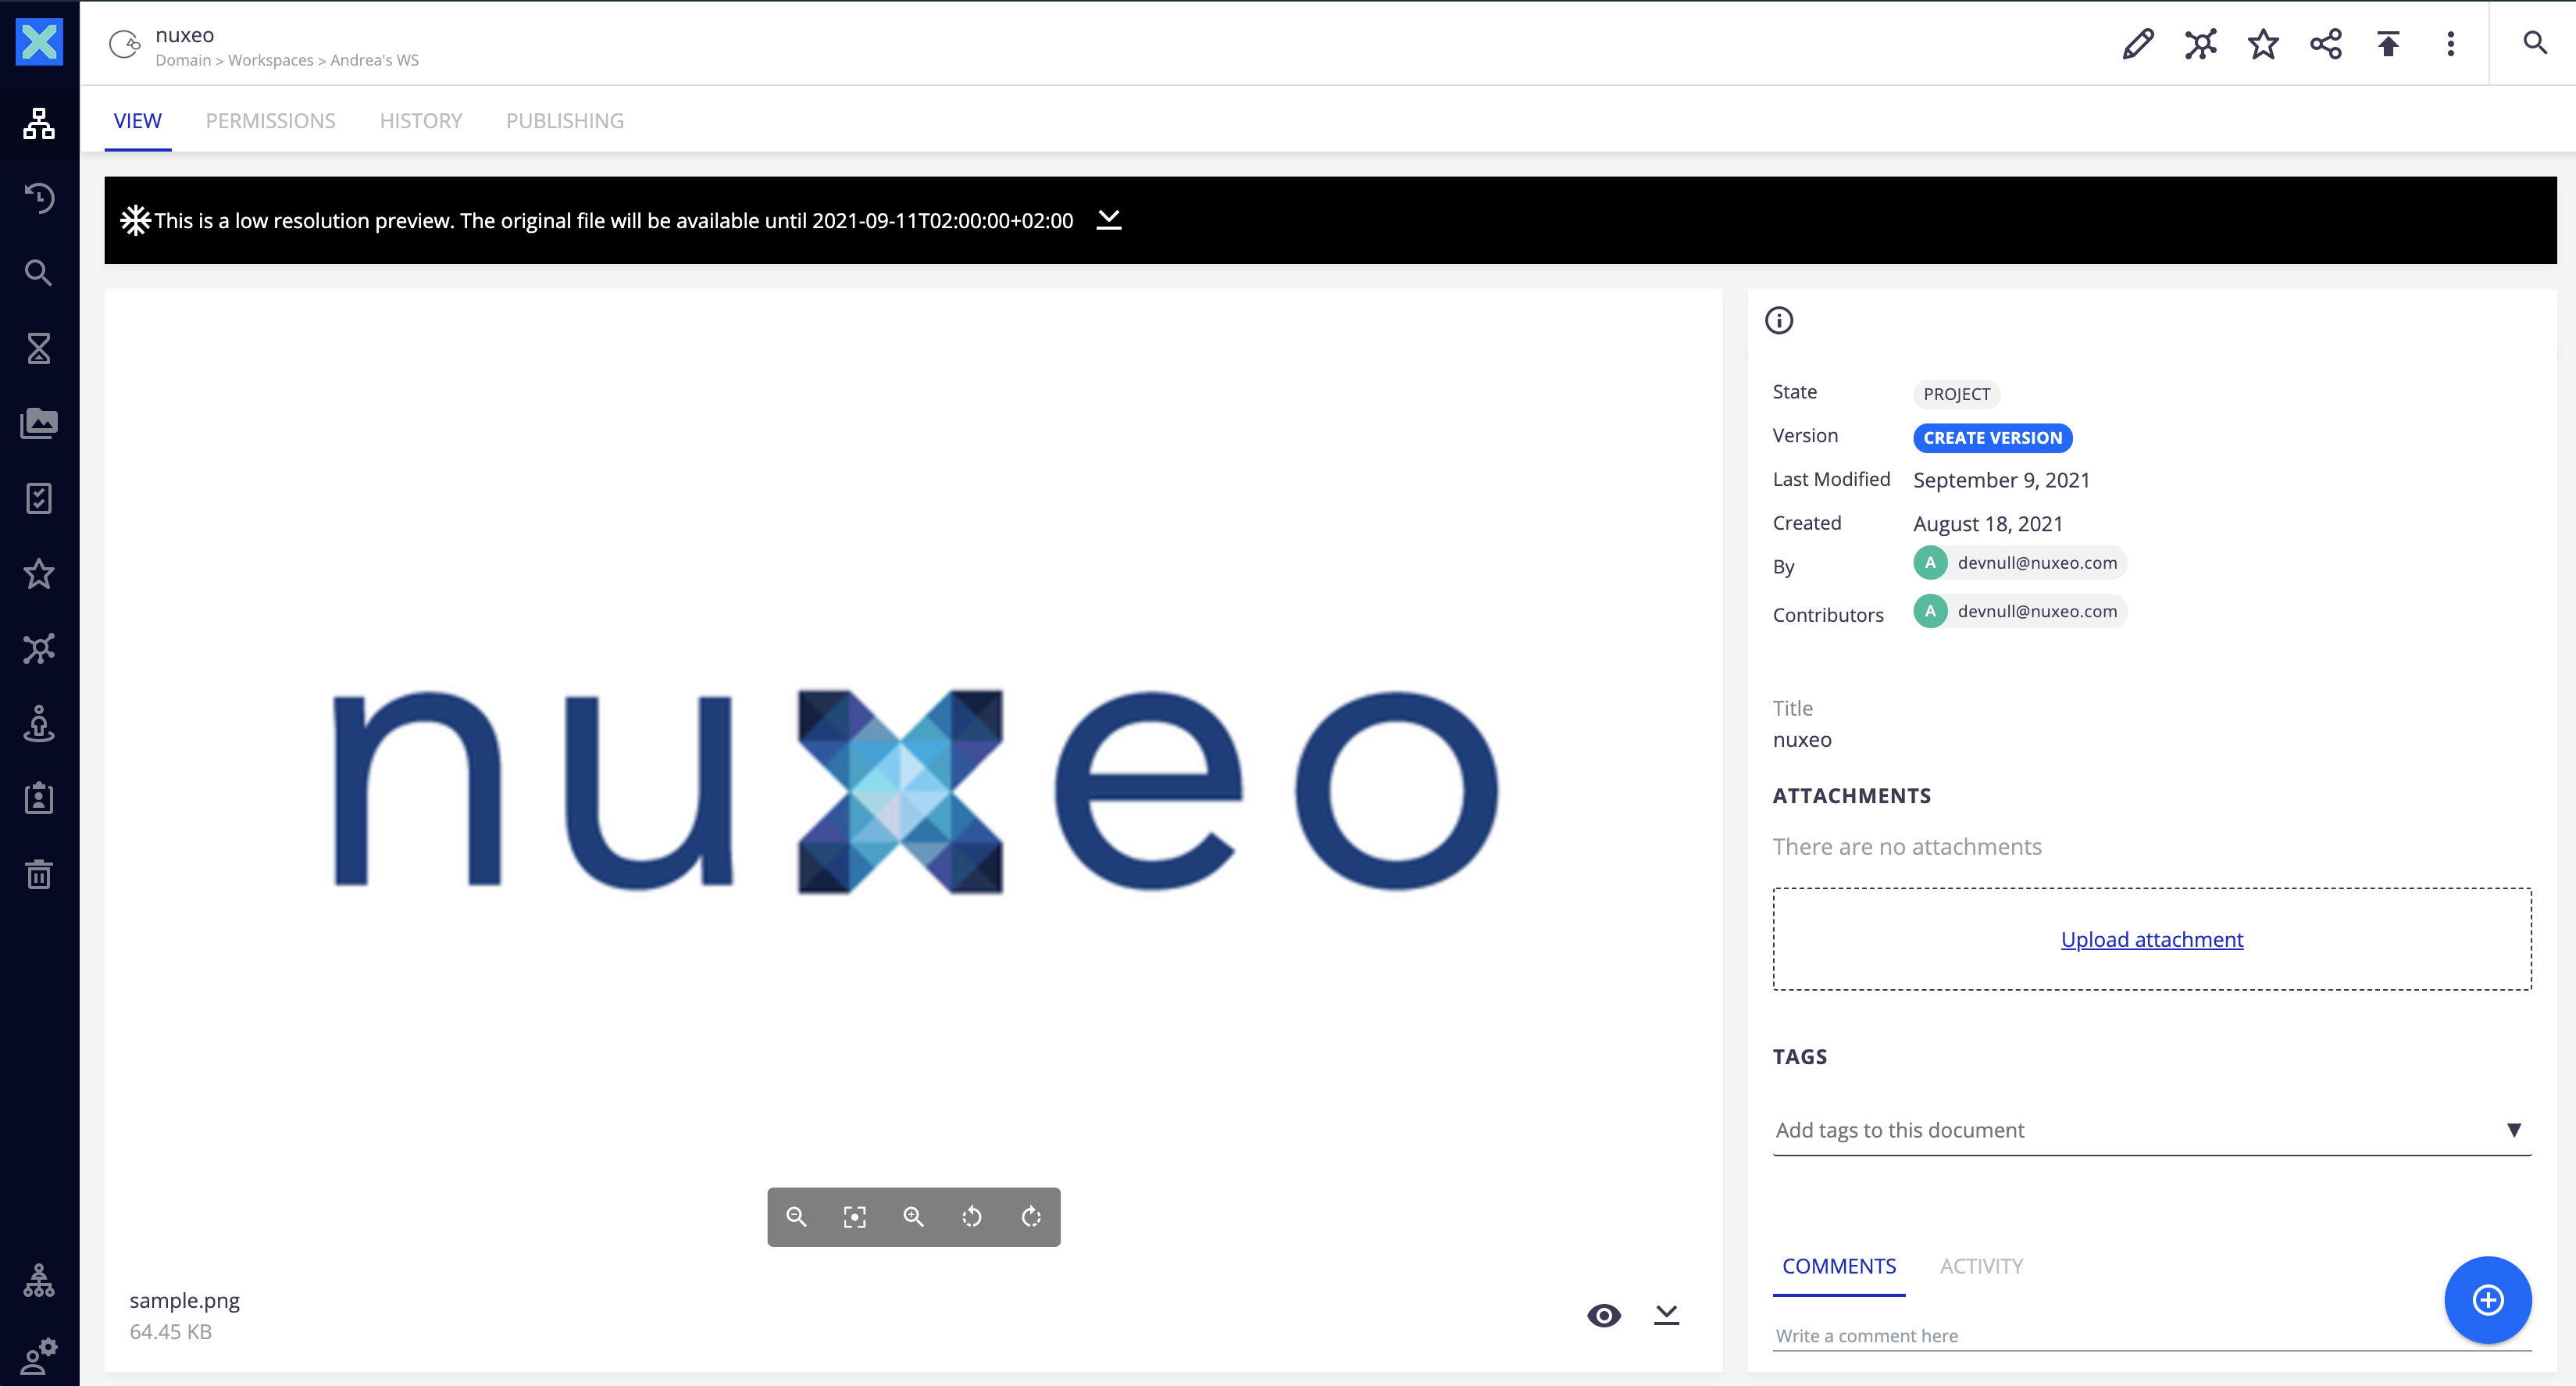 nuxeo
Domain > Workspaces > Andrea's WS
VIEW PERMISSIONS HISTORY PUBLISHING
This is a low resolution preview. The original file will be available until 2021-09-11T02:00:00+02:00
State PROJECT
Version CREATE VERSION
Last Modified September 9, 2021
Created August 18, 2021
By A devnull@nuxeo.com
Contributors A devnull@nuxeo.com
nuxeo
Title
nuxeo
ATTACHMENTS
There are no attachments
Upload attachment
TAGS
Add tags to this document
COMMENTS ACTIVITY
Write a comment here
sample.png
64.45 KB